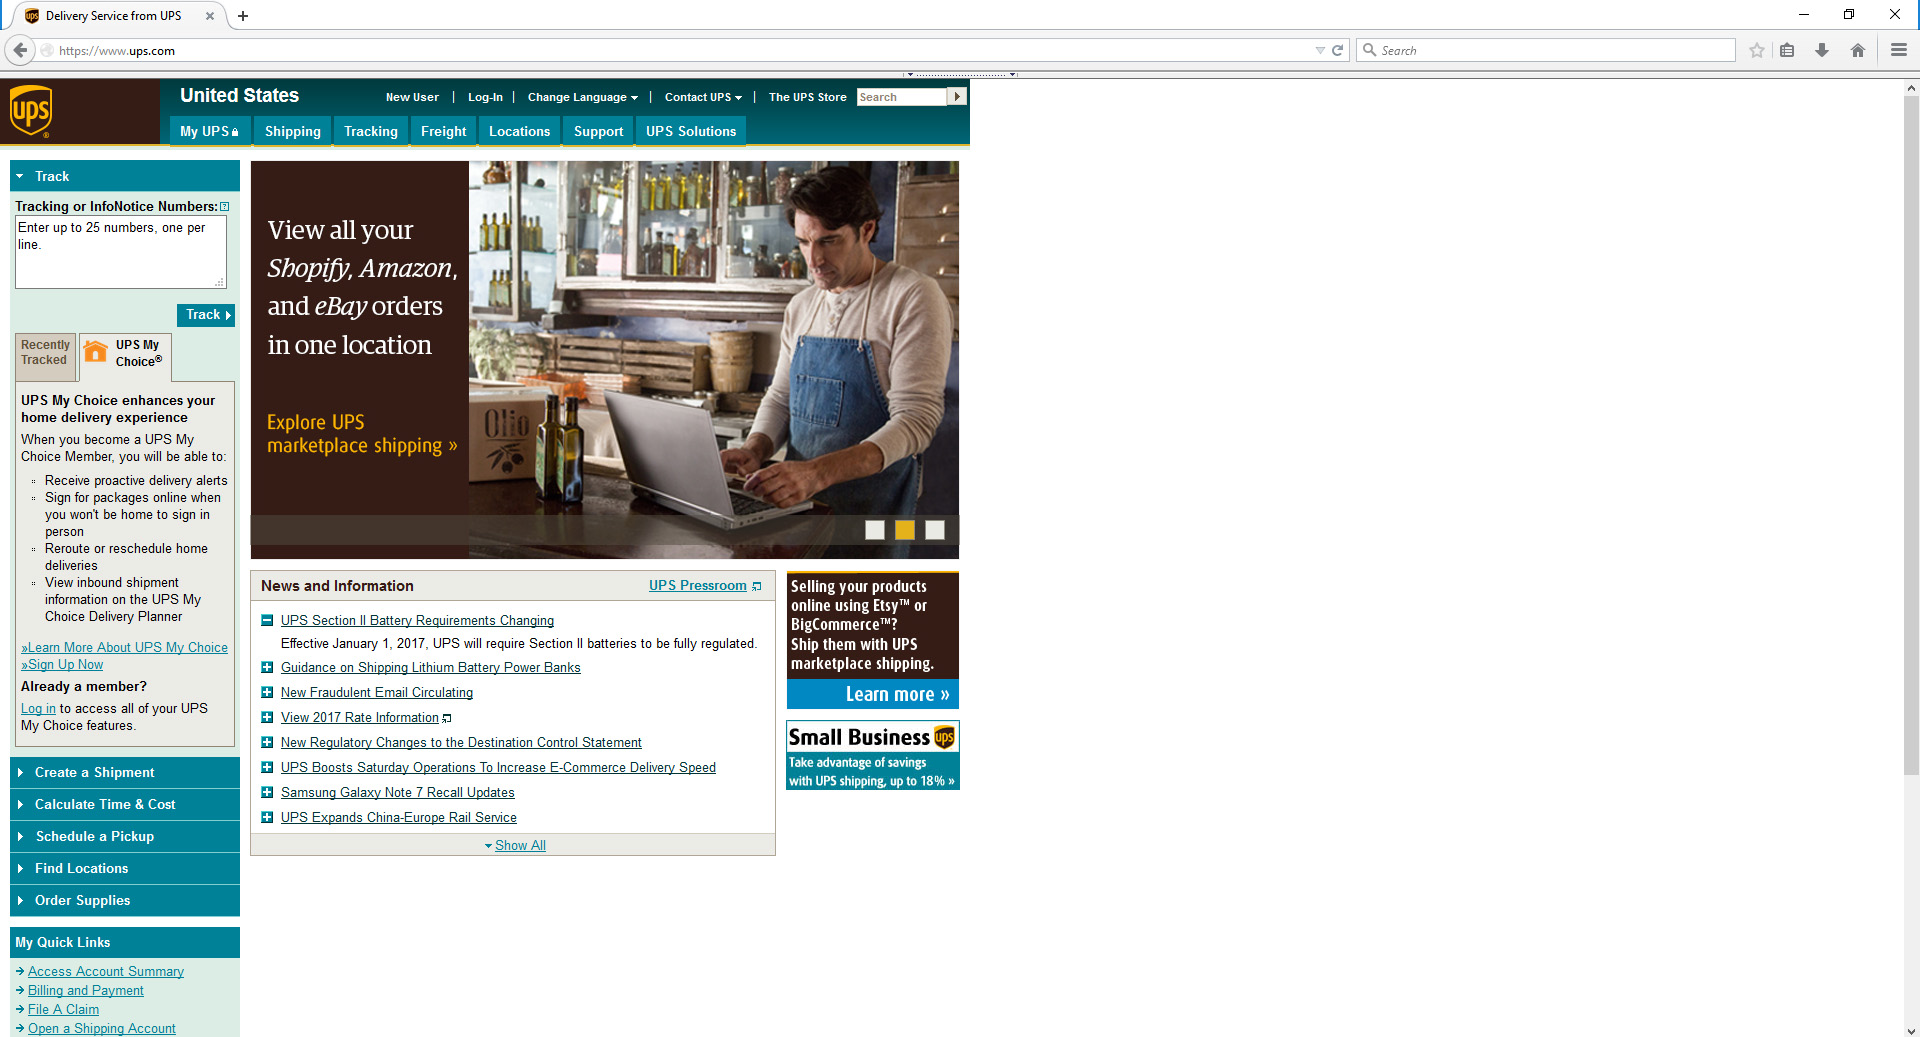 Delivery Service from UPS
https://www.ups.com
Search
ups
United States
New User | Log-In | Change Language | Contact UPS | The UPS Store
Search
My UPS
Shipping
Tracking
Freight
Locations
Support
UPS Solutions
Track
Tracking or InfoNotice Numbers:
Enter up to 25 numbers, one per
line.
Track
Recently
Tracked
UPS My
Choice®
UPS My Choice enhances your
home delivery experience
When you become a UPS My
Choice Member, you will be able to:
Receive proactive delivery alerts
Sign for packages online when
you won't be home to sign in
person
Reroute or reschedule home
deliveries
View inbound shipment
information on the UPS My
Choice Delivery Planner
»Learn More About UPS My Choice
»Sign Up Now
Already a member?
Log in to access all of your UPS
My Choice features.
Create a Shipment
Calculate Time & Cost
Schedule a Pickup
Find Locations
Order Supplies
My Quick Links
Access Account Summary
Billing and Payment
File A Claim
Open a Shipping Account
View all your
Shopify, Amazon,
and eBay orders
in one location
Explore UPS
marketplace shipping »
Olio
News and Information
UPS Pressroom
UPS Section II Battery Requirements Changing
Effective January 1, 2017, UPS will require Section II batteries to be fully regulated.
Guidance on Shipping Lithium Battery Power Banks
New Fraudulent Email Circulating
View 2017 Rate Information
New Regulatory Changes to the Destination Control Statement
UPS Boosts Saturday Operations To Increase E-Commerce Delivery Speed
Samsung Galaxy Note 7 Recall Updates
UPS Expands China-Europe Rail Service
Show All
Selling your products
online using Etsy™ or
BigCommerce™?
Ship them with UPS
marketplace shipping.
Learn more »
Small Business ups
Take advantage of savings
with UPS shipping, up to 18% »